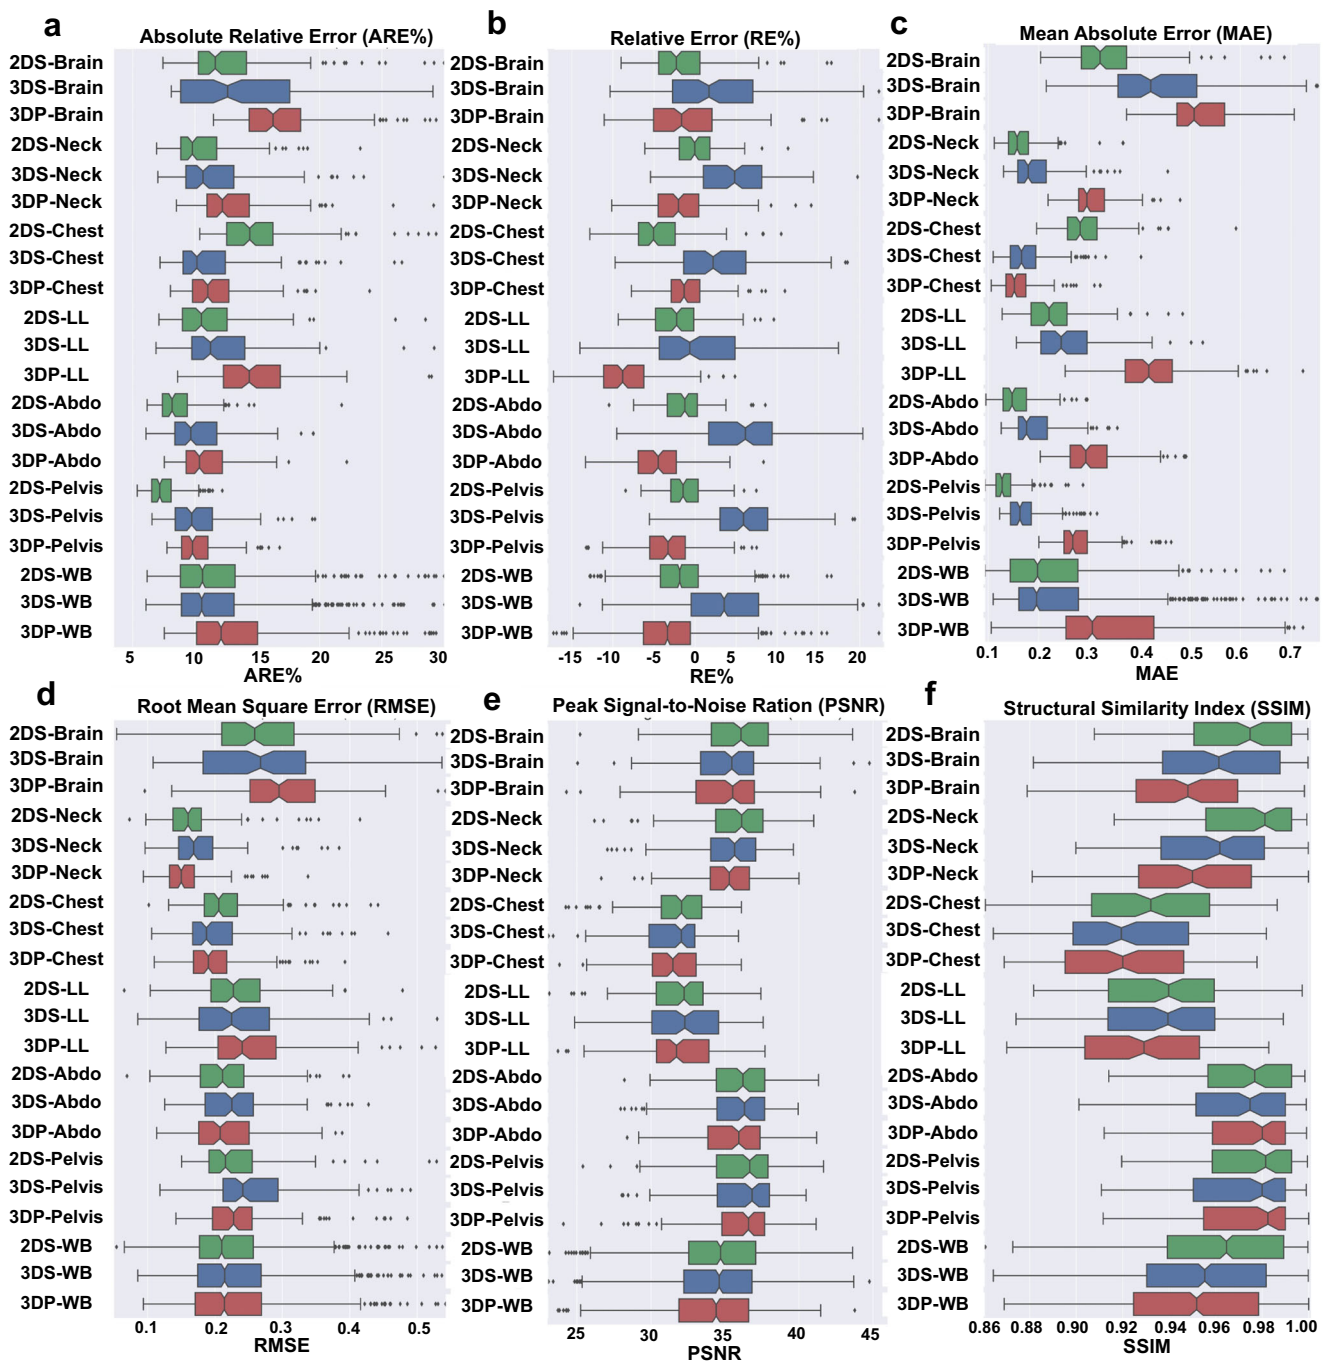 a
Absolute Relative Error (ARE%)
2DS-Brain
3DS-Brain
3DP-Brain
2DS-Neck
3DS-Neck
3DP-Neck
2DS-Chest
3DS-Chest
3DP-Chest
2DS-LL
3DS-LL
3DP-LL
2DS-Abdo
3DS-Abdo
3DP-Abdo
2DS-Pelvis
3DS-Pelvis
3DP-Pelvis
2DS-WB
3DS-WB
3DP-WB
5 10 15 20 25 30
ARE%
b
Relative Error (RE%)
2DS-Brain
3DS-Brain
3DP-Brain
2DS-Neck
3DS-Neck
3DP-Neck
2DS-Chest
3DS-Chest
3DP-Chest
2DS-LL
3DS-LL
3DP-LL
2DS-Abdo
3DS-Abdo
3DP-Abdo
2DS-Pelvis
3DS-Pelvis
3DP-Pelvis
2DS-WB
3DS-WB
3DP-WB
-15 -10 -5 0 5 10 15 20
RE%
c
Mean Absolute Error (MAE)
2DS-Brain
3DS-Brain
3DP-Brain
2DS-Neck
3DS-Neck
3DP-Neck
2DS-Chest
3DS-Chest
3DP-Chest
2DS-LL
3DS-LL
3DP-LL
2DS-Abdo
3DS-Abdo
3DP-Abdo
2DS-Pelvis
3DS-Pelvis
3DP-Pelvis
2DS-WB
3DS-WB
3DP-WB
0.1 0.2 0.3 0.4 0.5 0.6 0.7
MAE
d
Root Mean Square Error (RMSE)
2DS-Brain
3DS-Brain
3DP-Brain
2DS-Neck
3DS-Neck
3DP-Neck
2DS-Chest
3DS-Chest
3DP-Chest
2DS-LL
3DS-LL
3DP-LL
2DS-Abdo
3DS-Abdo
3DP-Abdo
2DS-Pelvis
3DS-Pelvis
3DP-Pelvis
2DS-WB
3DS-WB
3DP-WB
0.1 0.2 0.3 0.4 0.5
RMSE
e
Peak Signal-to-Noise Ration (PSNR)
2DS-Brain
3DS-Brain
3DP-Brain
2DS-Neck
3DS-Neck
3DP-Neck
2DS-Chest
3DS-Chest
3DP-Chest
2DS-LL
3DS-LL
3DP-LL
2DS-Abdo
3DS-Abdo
3DP-Abdo
2DS-Pelvis
3DS-Pelvis
3DP-Pelvis
2DS-WB
3DS-WB
3DP-WB
25 30 35 40 45
PSNR
f
Structural Similarity Index (SSIM)
2DS-Brain
3DS-Brain
3DP-Brain
2DS-Neck
3DS-Neck
3DP-Neck
2DS-Chest
3DS-Chest
3DP-Chest
2DS-LL
3DS-LL
3DP-LL
2DS-Abdo
3DS-Abdo
3DP-Abdo
2DS-Pelvis
3DS-Pelvis
3DP-Pelvis
2DS-WB
3DS-WB
3DP-WB
0.86 0.88 0.90 0.92 0.94 0.96 0.98 1.00
SSIM